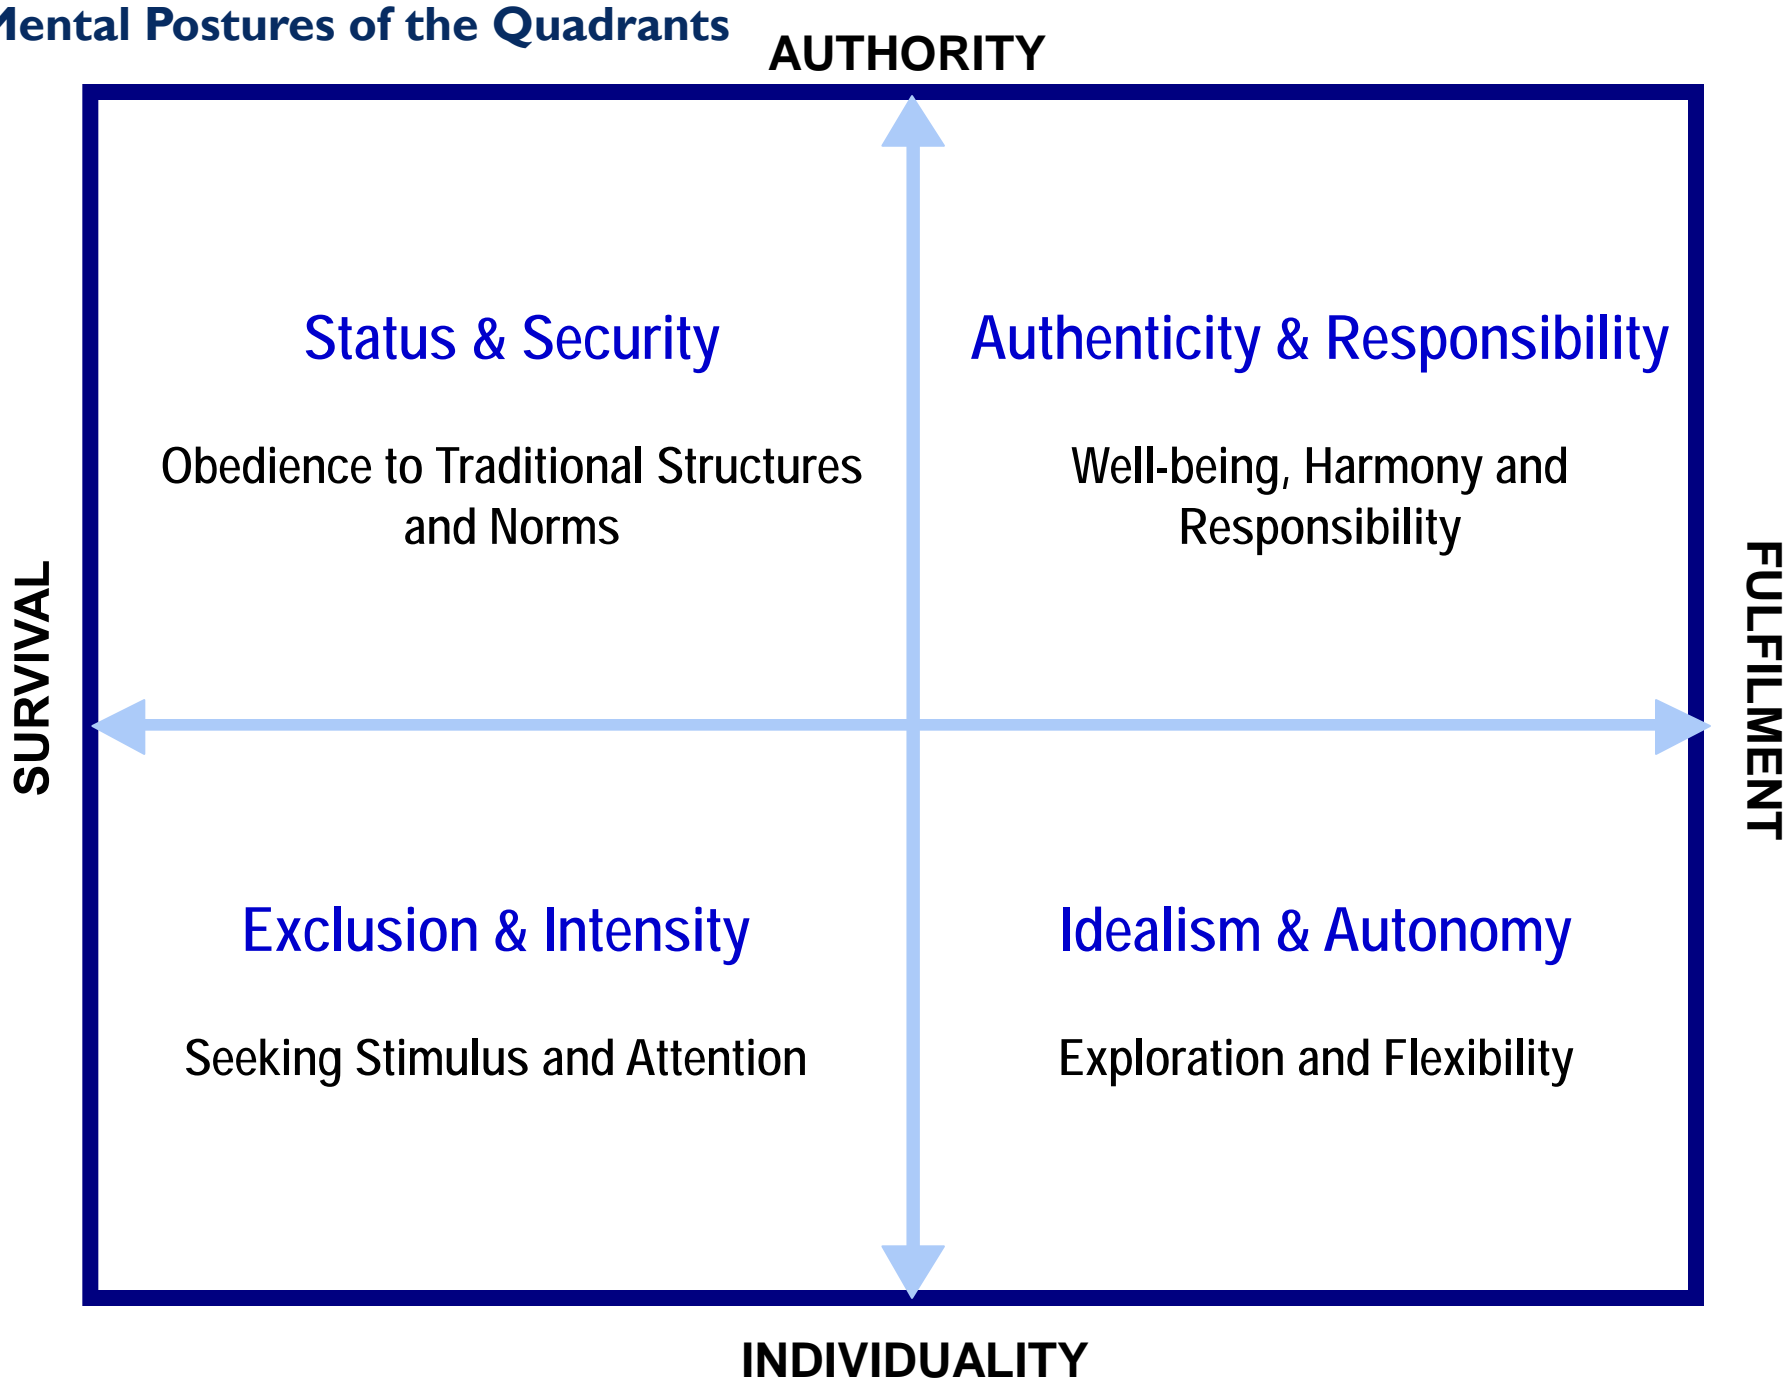 Mental Postures of the Quadrants
AUTHORITY
Status & Security
Obedience to Traditional Structures
and Norms
Authenticity & Responsibility
Well-being, Harmony and
Responsibility
SURVIVAL
FULFILMENT
Exclusion & Intensity
Seeking Stimulus and Attention
Idealism & Autonomy
Exploration and Flexibility
INDIVIDUALITY